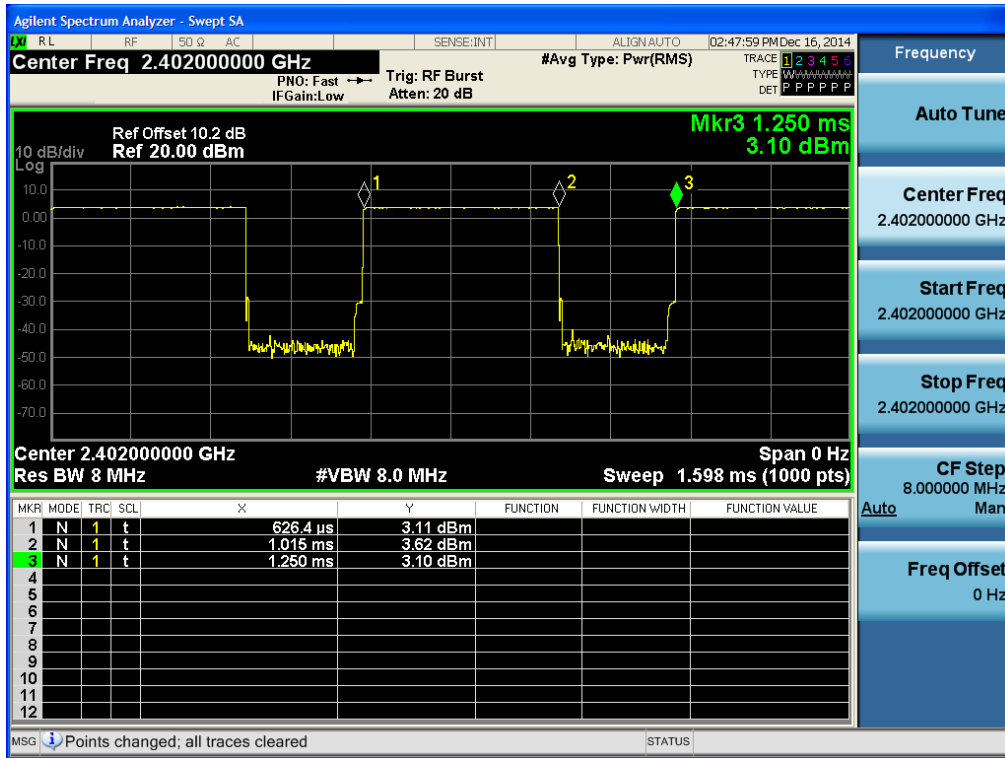 Agilent Spectrum Analyzer - Swept SA
LXI RL RF 50 Ω AC SENSE:INT ALIGN AUTO 02:47:59 PM Dec 16, 2014
Center Freq 2.402000000 GHz #Avg Type: Pwr(RMS) TRACE 1 2 3 4 5 6
PNO: Fast Trig: RF Burst TYPE WWWWWW
IFGain:Low Atten: 20 dB DET P P P P P P
Mkr3 1.250 ms
3.10 dBm
Ref Offset 10.2 dB
10 dB/div Ref 20.00 dBm
Log
10.0
0.00
-10.0
-20.0
-30.0
-40.0
-50.0
-60.0
-70.0
1 2 3
Center 2.402000000 GHz Span 0 Hz
Res BW 8 MHz #VBW 8.0 MHz Sweep 1.598 ms (1000 pts)
MKR MODE TRC SCL X Y FUNCTION FUNCTION WIDTH FUNCTION VALUE
1 N 1 t 626.4 µs 3.11 dBm
2 N 1 t 1.015 ms 3.62 dBm
3 N 1 t 1.250 ms 3.10 dBm
4
5
6
7
8
9
10
11
12
MSG Points changed; all traces cleared STATUS
Frequency
Auto Tune
Center Freq
2.402000000 GHz
Start Freq
2.402000000 GHz
Stop Freq
2.402000000 GHz
CF Step
8.000000 MHz
Auto Man
Freq Offset
0 Hz